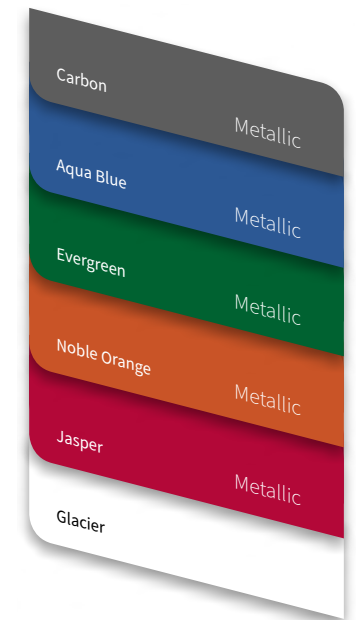 Carbon
Metallic
Aqua Blue
Metallic
Evergreen
Metallic
Noble Orange
Metallic
Jasper
Metallic
Glacier